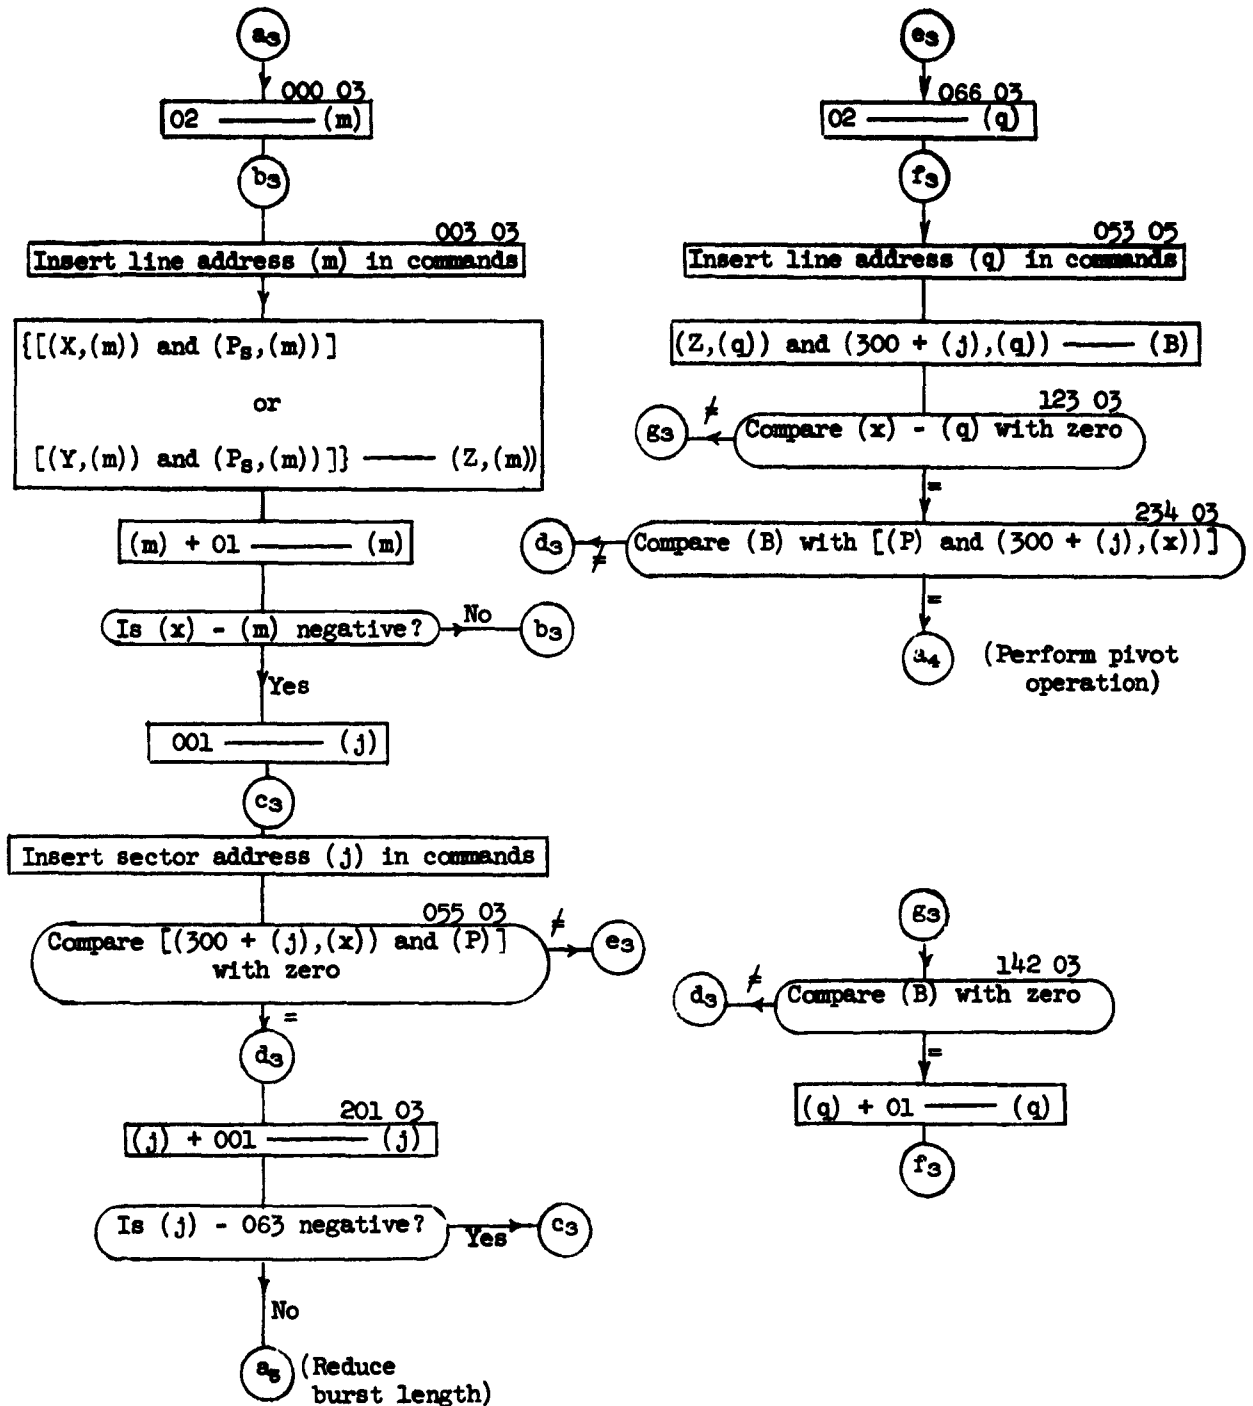 a₃
000 03
02 ——— (m)
b₃
003 03
Insert line address (m) in commands
{[(X,(m)) and (Pₛ,(m))]
or
[(Y,(m)) and (Pₛ,(m))]} ——— (Z,(m))
(m) + 01 ——— (m)
Is (x) - (m) negative?
No
b₃
Yes
001 ——— (j)
c₃
Insert sector address (j) in commands
055 03
Compare [(300 + (j),(x)) and (P)]
with zero
≠
e₃
=
d₃
201 03
(j) + 001 ——— (j)
Is (j) - 063 negative?
Yes
c₃
No
a₅
(Reduce
burst length)
e₃
066 03
02 ——— (q)
f₃
053 05
Insert line address (q) in commands
(Z,(q)) and (300 + (j),(q)) ——— (B)
123 03
Compare (x) - (q) with zero
≠
g₃
=
234 03
Compare (B) with [(P) and (300 + (j),(x))]
≠
d₃
=
a₄
(Perform pivot
operation)
g₃
142 03
Compare (B) with zero
≠
d₃
=
(q) + 01 ——— (q)
f₃